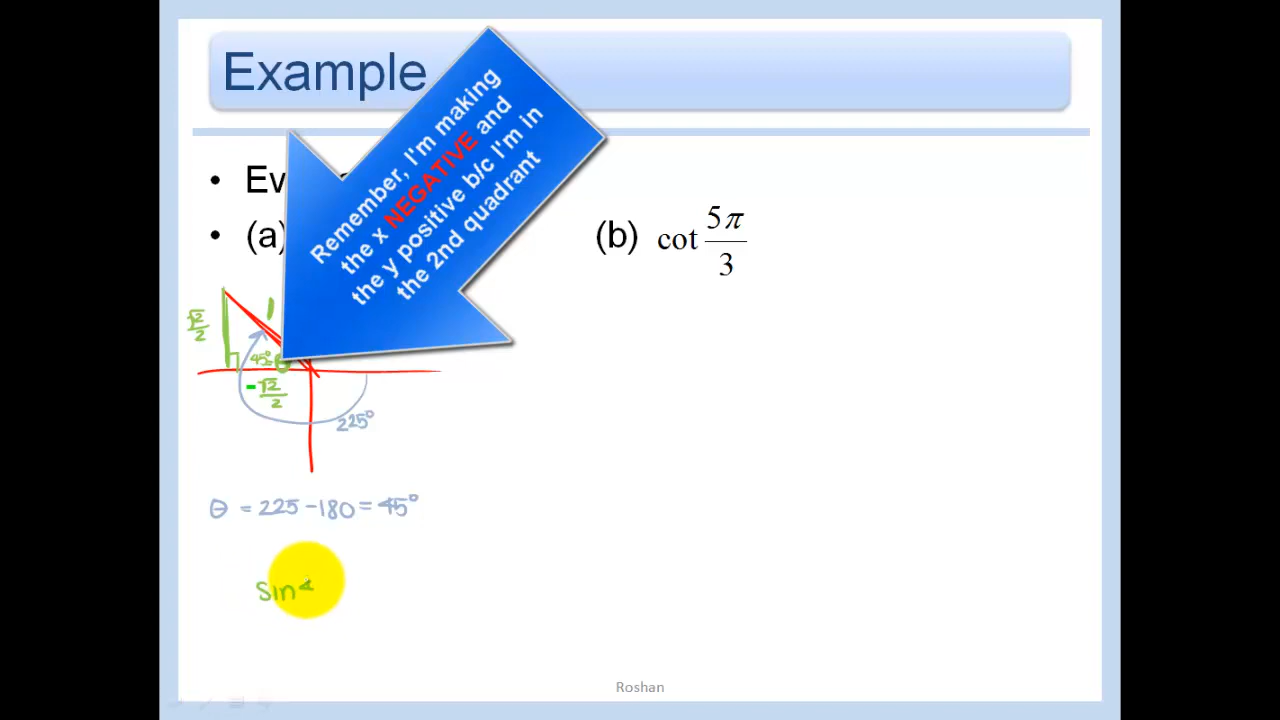 Example
Remember, I'm making
the x NEGATIVE and
the y positive b/c I'm in
the 2nd quadrant
• Ev
• (a)
(b) cot 5π/3
√2/2
1
45° = θ
-√2/2
225°
θ = 225 - 180 = 45°
sin
Roshan